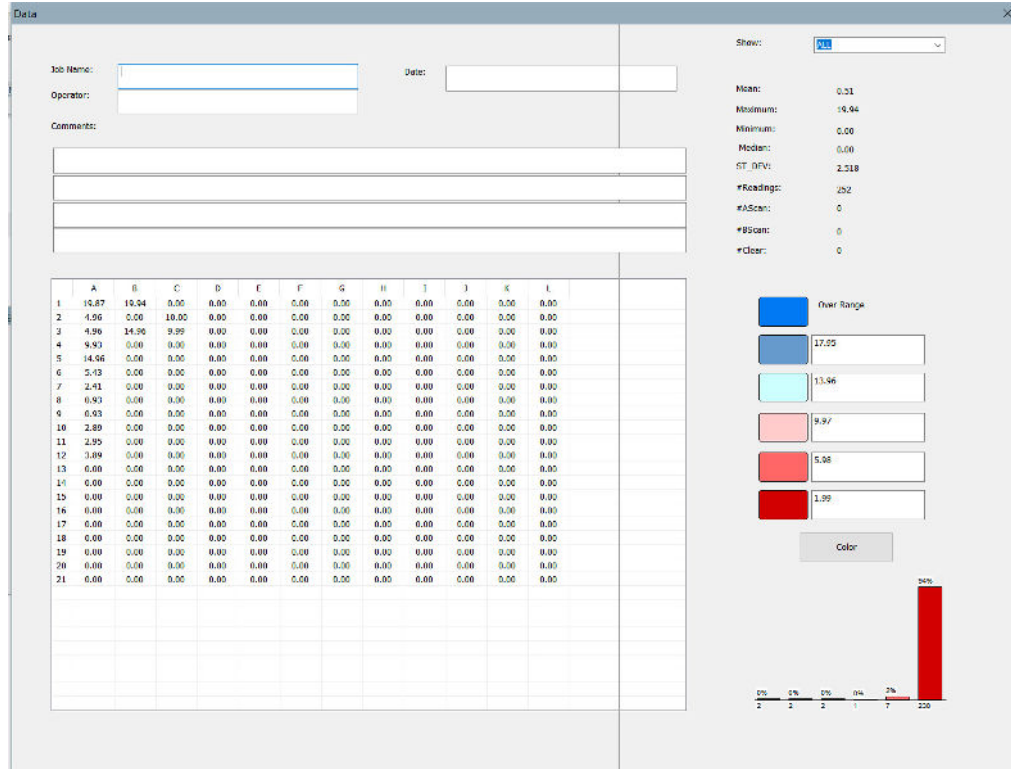 Data
Show: ALL
Job Name:
Date:
Operator:
Comments:
Mean: 0.51
Maximum: 19.94
Minimum: 0.00
Median: 0.00
ST_DEV: 2.518
#Readings: 252
#AScan: 0
#BScan: 0
#Clear: 0
A B C D E F G H I J K L
1 19.87 19.94 0.00 0.00 0.00 0.00 0.00 0.00 0.00 0.00 0.00 0.00
2 4.96 0.00 10.00 0.00 0.00 0.00 0.00 0.00 0.00 0.00 0.00 0.00
3 4.96 14.96 9.99 0.00 0.00 0.00 0.00 0.00 0.00 0.00 0.00 0.00
4 9.93 0.00 0.00 0.00 0.00 0.00 0.00 0.00 0.00 0.00 0.00 0.00
5 14.96 0.00 0.00 0.00 0.00 0.00 0.00 0.00 0.00 0.00 0.00 0.00
6 5.43 0.00 0.00 0.00 0.00 0.00 0.00 0.00 0.00 0.00 0.00 0.00
7 2.41 0.00 0.00 0.00 0.00 0.00 0.00 0.00 0.00 0.00 0.00 0.00
8 0.93 0.00 0.00 0.00 0.00 0.00 0.00 0.00 0.00 0.00 0.00 0.00
9 0.93 0.00 0.00 0.00 0.00 0.00 0.00 0.00 0.00 0.00 0.00 0.00
10 2.89 0.00 0.00 0.00 0.00 0.00 0.00 0.00 0.00 0.00 0.00 0.00
11 2.95 0.00 0.00 0.00 0.00 0.00 0.00 0.00 0.00 0.00 0.00 0.00
12 3.89 0.00 0.00 0.00 0.00 0.00 0.00 0.00 0.00 0.00 0.00 0.00
13 0.00 0.00 0.00 0.00 0.00 0.00 0.00 0.00 0.00 0.00 0.00 0.00
14 0.00 0.00 0.00 0.00 0.00 0.00 0.00 0.00 0.00 0.00 0.00 0.00
15 0.00 0.00 0.00 0.00 0.00 0.00 0.00 0.00 0.00 0.00 0.00 0.00
16 0.00 0.00 0.00 0.00 0.00 0.00 0.00 0.00 0.00 0.00 0.00 0.00
17 0.00 0.00 0.00 0.00 0.00 0.00 0.00 0.00 0.00 0.00 0.00 0.00
18 0.00 0.00 0.00 0.00 0.00 0.00 0.00 0.00 0.00 0.00 0.00 0.00
19 0.00 0.00 0.00 0.00 0.00 0.00 0.00 0.00 0.00 0.00 0.00 0.00
20 0.00 0.00 0.00 0.00 0.00 0.00 0.00 0.00 0.00 0.00 0.00 0.00
21 0.00 0.00 0.00 0.00 0.00 0.00 0.00 0.00 0.00 0.00 0.00 0.00
Over Range
17.95
13.96
9.97
5.98
1.99
Color
94%
0% 0% 0% 0%
2 2 2 1 7